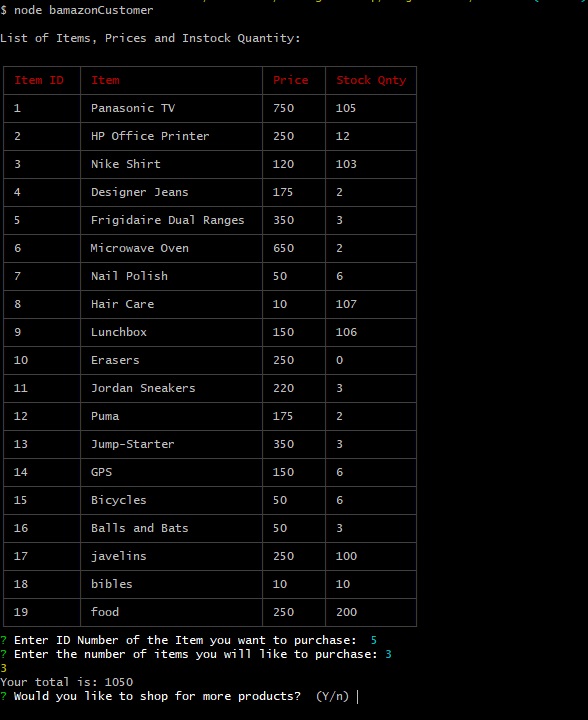 $ node bamazonCustomer
List of Items, Prices and Instock Quantity:
Item ID Item Price Stock Qnty
1 Panasonic TV 750 105
2 HP Office Printer 250 12
3 Nike Shirt 120 103
4 Designer Jeans 175 2
5 Frigidaire Dual Ranges 350 3
6 Microwave Oven 650 2
7 Nail Polish 50 6
8 Hair Care 10 107
9 Lunchbox 150 106
10 Erasers 250 0
11 Jordan Sneakers 220 3
12 Puma 175 2
13 Jump-Starter 350 3
14 GPS 150 6
15 Bicycles 50 6
16 Balls and Bats 50 3
17 javelins 250 100
18 bibles 10 10
19 food 250 200
? Enter ID Number of the Item you want to purchase: 5
? Enter the number of items you will like to purchase: 3
3
Your total is: 1050
? Would you like to shop for more products? (Y/n)